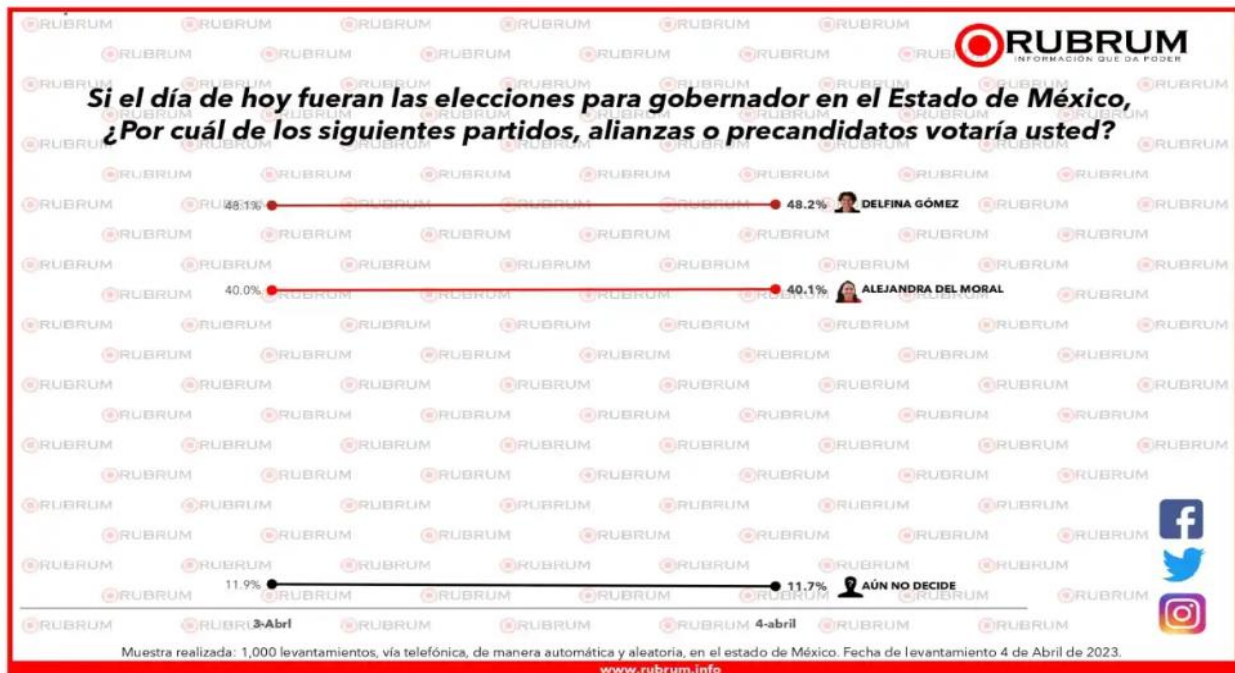 RUBRUM
INFORMACIÓN QUE DA PODER
Si el día de hoy fueran las elecciones para gobernador en el Estado de México,
¿Por cuál de los siguientes partidos, alianzas o precandidatos votaría usted?
48.1% 48.2% DELFINA GÓMEZ
40.0% 40.1% ALEJANDRA DEL MORAL
11.9% 11.7% AÚN NO DECIDE
3-Abrl 4-abril
Muestra realizada: 1,000 levantamientos, vía telefónica, de manera automática y aleatoria, en el estado de México. Fecha de levantamiento 4 de Abril de 2023.
www.rubrum.info